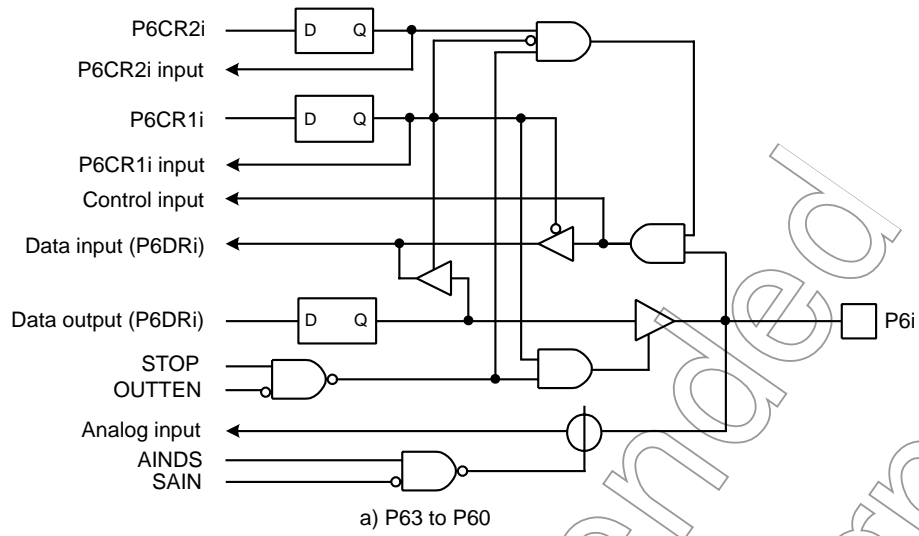 P6CR2i
D Q
P6CR2i input
P6CR1i
D Q
P6CR1i input
Control input
Data input (P6DRi)
Data output (P6DRi)
D Q
P6i
STOP
OUTTEN
Analog input
AINDS
SAIN
a) P63 to P60
ended